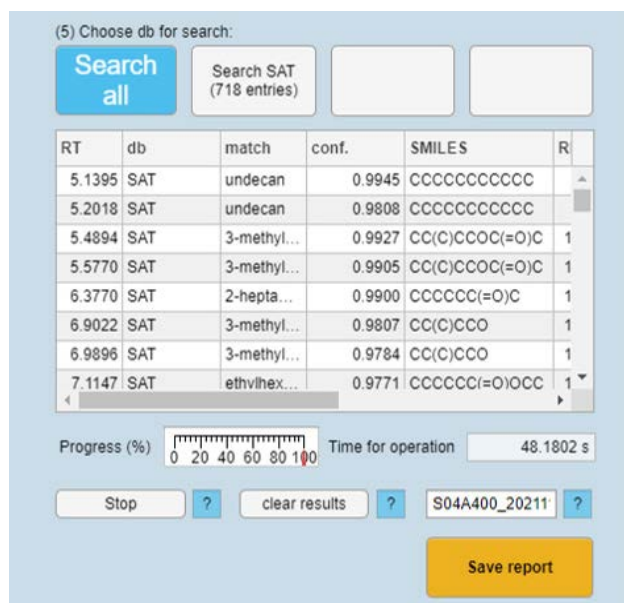 (5) Choose db for search:
Search all
Search SAT (718 entries)
RT db match conf. SMILES R
5.1395 SAT undecan 0.9945 CCCCCCCCCCC
5.2018 SAT undecan 0.9808 CCCCCCCCCCC
5.4894 SAT 3-methyl... 0.9927 CC(C)CCOC(=O)C 1
5.5770 SAT 3-methyl... 0.9905 CC(C)CCOC(=O)C 1
6.3770 SAT 2-hepta... 0.9900 CCCCCC(=O)C 1
6.9022 SAT 3-methyl... 0.9807 CC(C)CCO 1
6.9896 SAT 3-methyl... 0.9784 CC(C)CCO 1
7.1147 SAT ethylhex... 0.9771 CCCCCC(=O)OCC 1
Progress (%) 0 20 40 60 80 100 Time for operation 48.1802 s
Stop ? clear results ? S04A400_20211 ?
Save report